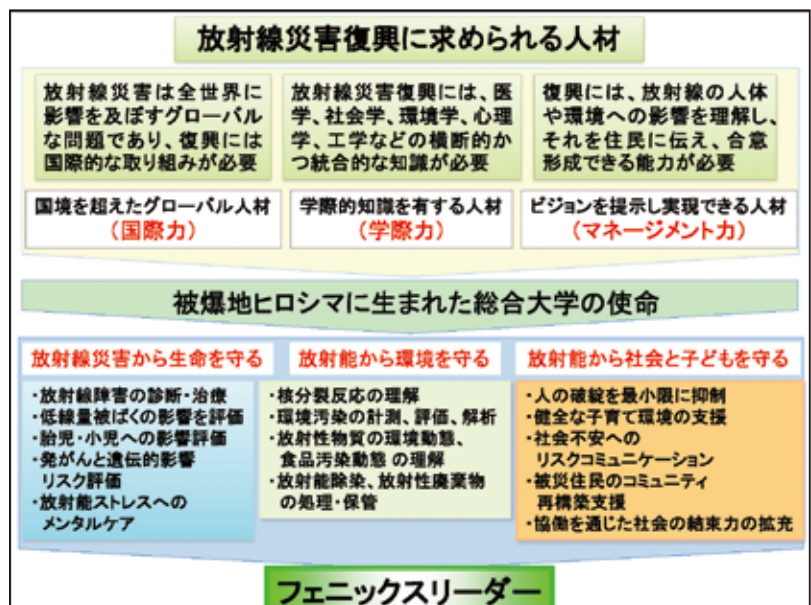 放射線災害復興に求められる人材
放射線災害は全世界に
影響を及ぼすグローバル
な問題であり、復興には
国際的な取り組みが必要
放射線災害復興には、医
学、社会学、環境学、心理
学、工学などの横断的か
つ統合的な知識が必要
復興には、放射線の人体
や環境への影響を理解し、
それを住民に伝え、合意
形成できる能力が必要
国境を超えたグローバル人材
（国際力）
学際的知識を有する人材
（学際力）
ビジョンを提示し実現できる人材
（マネージメント力）
被爆地ヒロシマに生まれた総合大学の使命
放射線災害から生命を守る
・放射線障害の診断・治療
・低線量被ばくの影響を評価
・胎児・小児への影響評価
・発がんと遺伝的影響
リスク評価
・放射能ストレスへの
メンタルケア
放射能から環境を守る
・核分裂反応の理解
・環境汚染の計測、評価、解析
・放射性物質の環境動態、
食品汚染動態 の理解
・放射能除染、放射性廃棄物
の処理・保管
放射能から社会と子どもを守る
・人の破綻を最小限に抑制
・健全な子育て環境の支援
・社会不安への
リスクコミュニケーション
・被災住民のコミュニティ
再構築支援
・協働を通じた社会の結束力の拡充
フェニックスリーダー